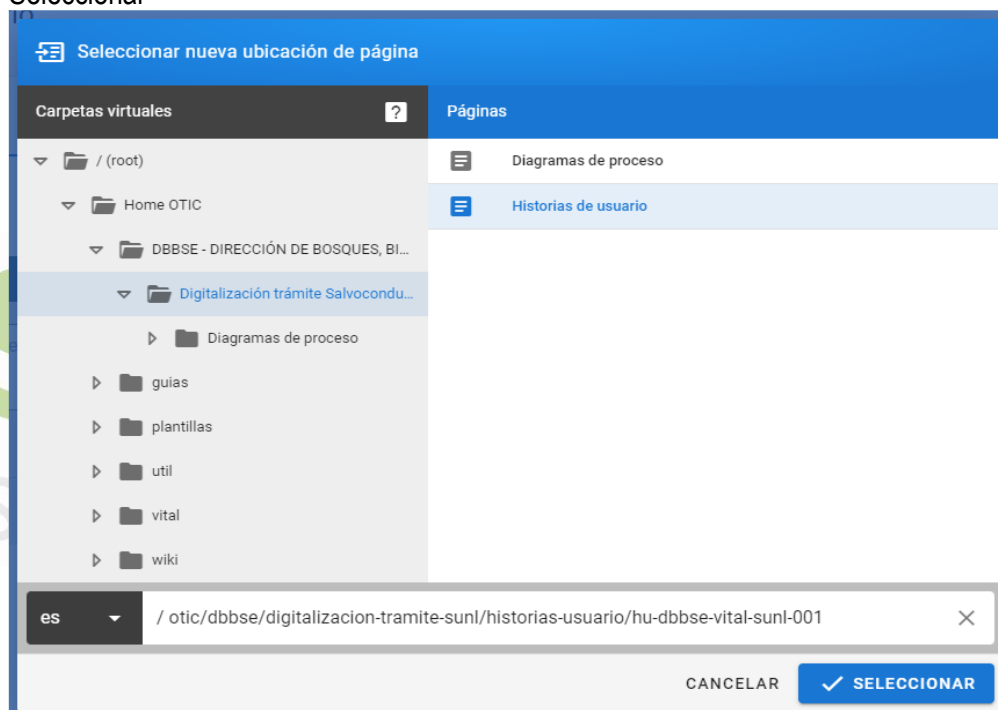 Seleccionar
Seleccionar nueva ubicación de página
Carpetas virtuales
?
Páginas
/ (root)
Home OTIC
DBBSE - DIRECCIÓN DE BOSQUES, BI...
Digitalización trámite Salvocondu...
Diagramas de proceso
guias
plantillas
util
vital
wiki
Diagramas de proceso
Historias de usuario
es
/ otic/dbbse/digitalizacion-tramite-sunl/historias-usuario/hu-dbbse-vital-sunl-001
CANCELAR
SELECCIONAR